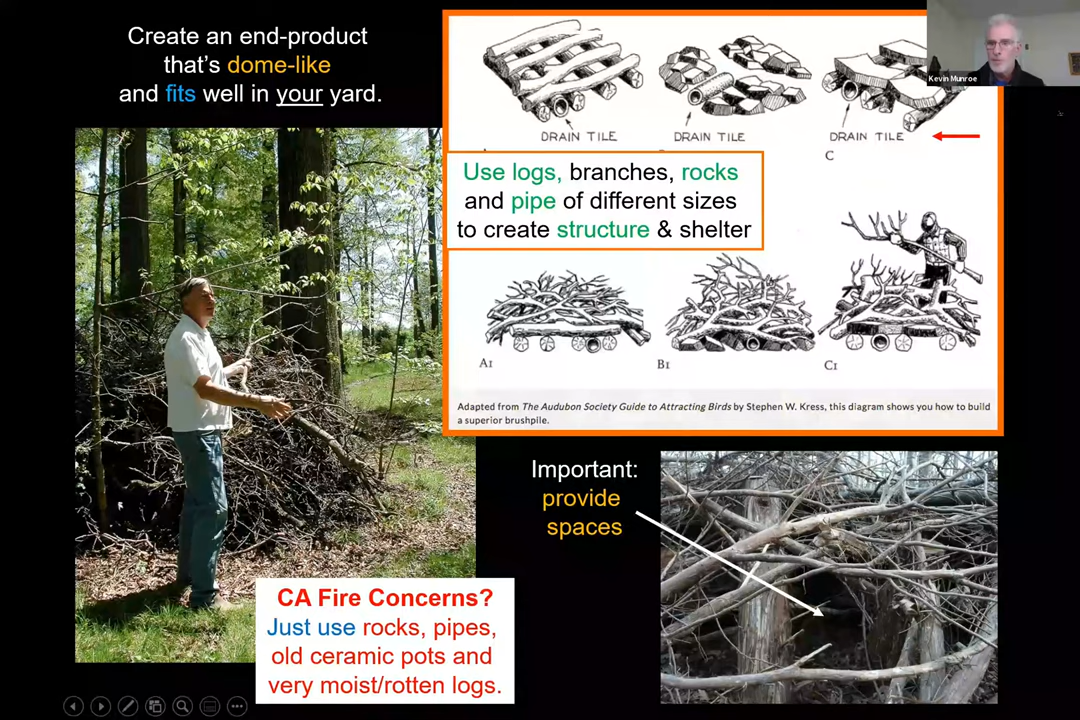 Create an end-product
that's dome-like
and fits well in your yard.
Kevin Munroe
DRAIN TILE
DRAIN TILE
DRAIN TILE
C
Use logs, branches, rocks
and pipe of different sizes
to create structure & shelter
A1
B1
C1
Adapted from The Audubon Society Guide to Attracting Birds by Stephen W. Kress, this diagram shows you how to build
a superior brushpile.
Important:
provide
spaces
CA Fire Concerns?
Just use rocks, pipes,
old ceramic pots and
very moist/rotten logs.